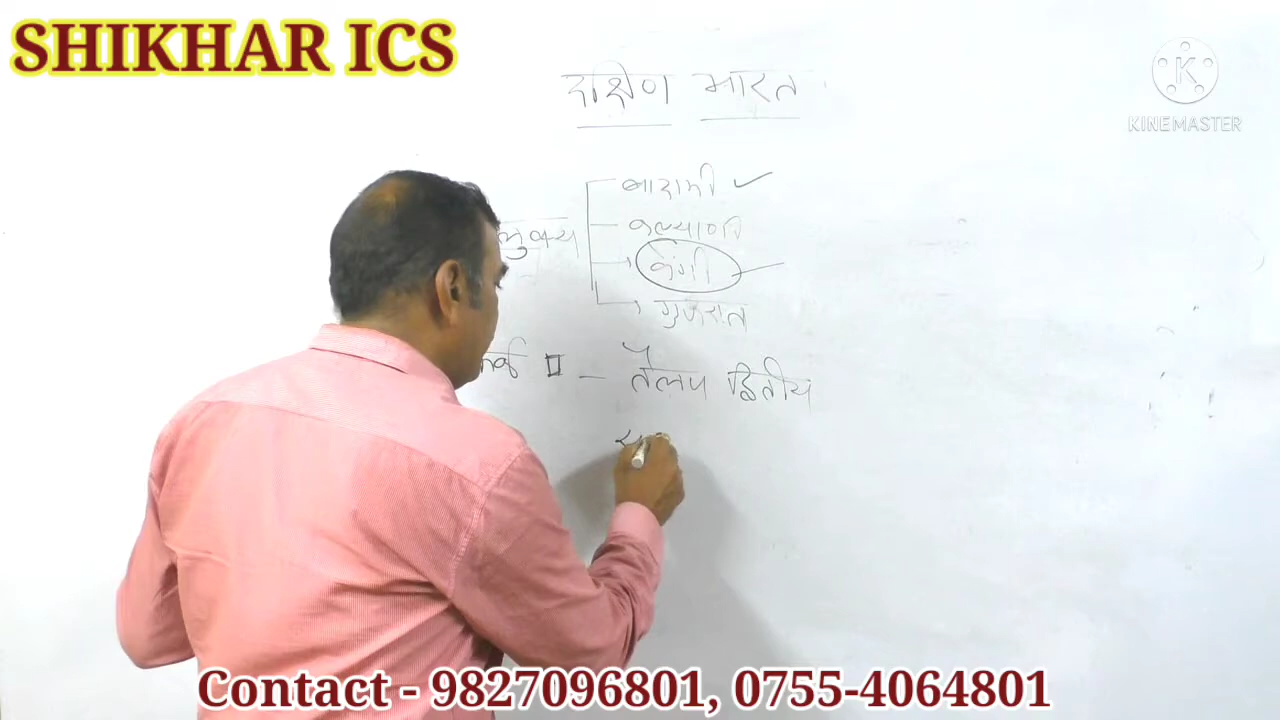 SHIKHAR ICS
KINEMASTER
दक्षिण भारत
बादामी
कल्याणी
वेंगी
गुजरात
तैलप द्वितीय
Contact - 9827096801, 0755-4064801